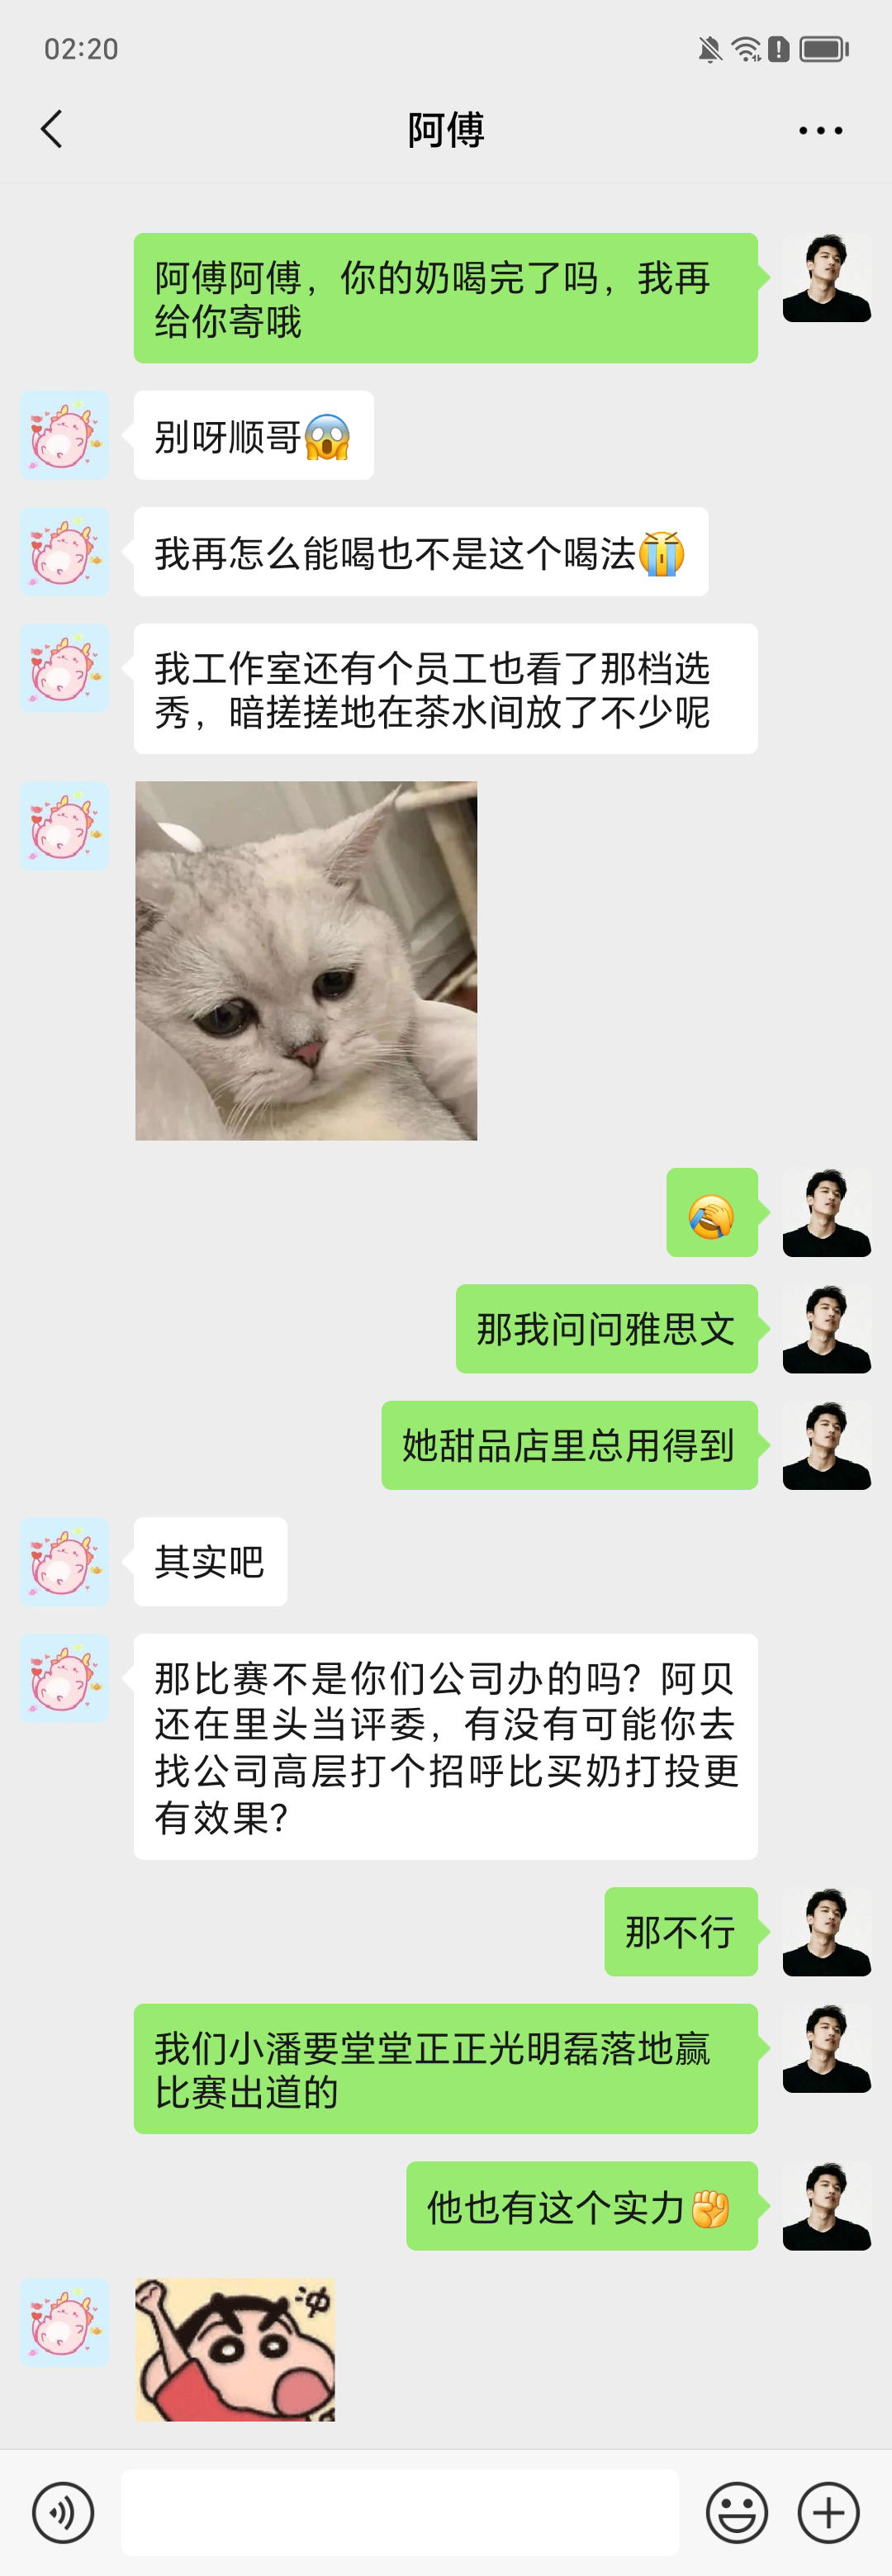 02:20
阿傅
阿傅阿傅，你的奶喝完了吗，我再
给你寄哦
别呀顺哥😱
我再怎么能喝也不是这个喝法😭
我工作室还有个员工也看了那档选
秀，暗搓搓地在茶水间放了不少呢
🤣
那我问问雅思文
她甜品店里总用得到
其实吧
那比赛不是你们公司办的吗？阿贝
还在里头当评委，有没有可能你去
找公司高层打个招呼比买奶打投更
有效果？
那不行
我们小潘要堂堂正正光明磊落地赢
比赛出道的
他也有这个实力✊